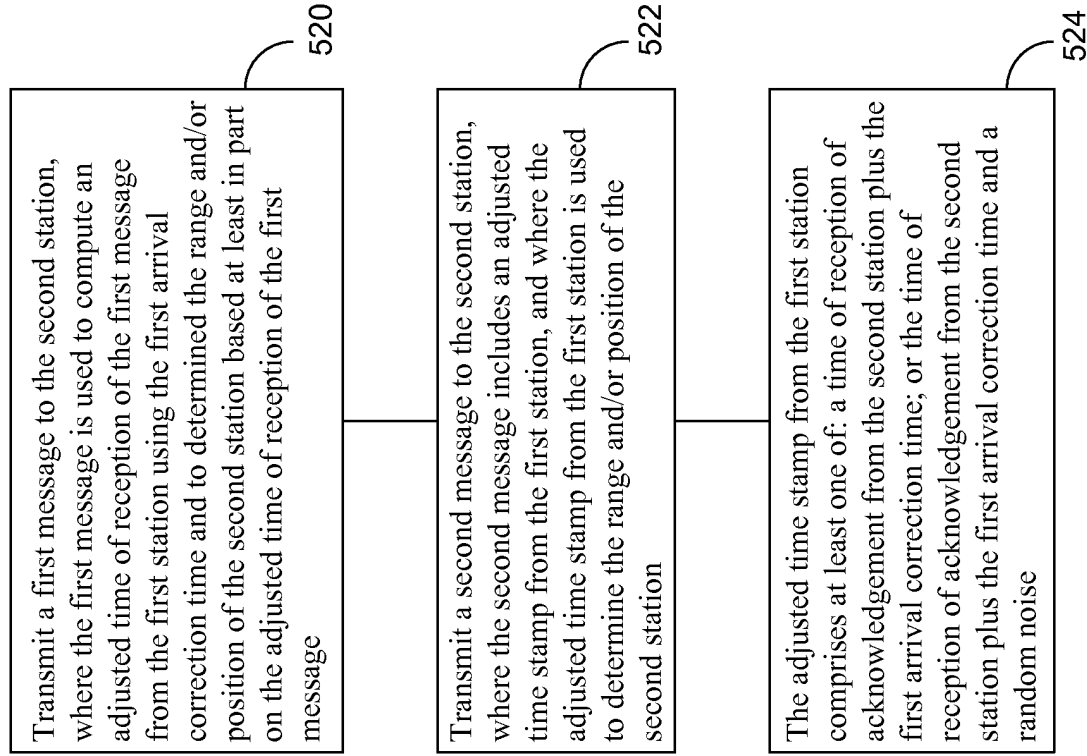 Transmit a first message to the second station,
where the first message is used to compute an
adjusted time of reception of the first message
from the first station using the first arrival
correction time and to determined the range and/or
position of the second station based at least in part
on the adjusted time of reception of the first
message
520
Transmit a second message to the second station,
where the second message includes an adjusted
time stamp from the first station, and where the
adjusted time stamp from the first station is used
to determine the range and/or position of the
second station
522
The adjusted time stamp from the first station
comprises at least one of: a time of reception of
acknowledgement from the second station plus the
first arrival correction time; or the time of
reception of acknowledgement from the second
station plus the first arrival correction time and a
random noise
524